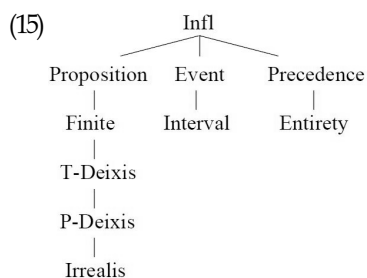 (15)
Infl
Proposition Event Precedence
Finite Interval Entirety
T-Deixis
P-Deixis
Irrealis